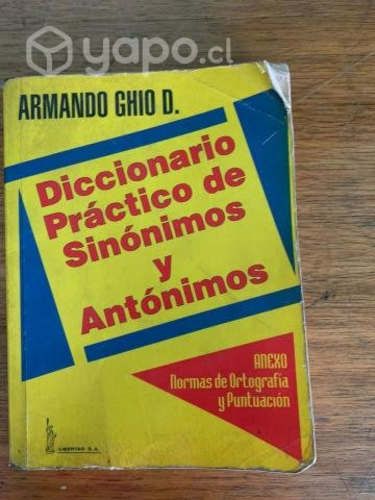 yapo.cl
ARMANDO GHIO D.
Diccionario
Práctico de
Sinónimos
y
Antónimos
ANEXO
Normas de Ortografía
y Puntuación
LIBERTAD S.A.